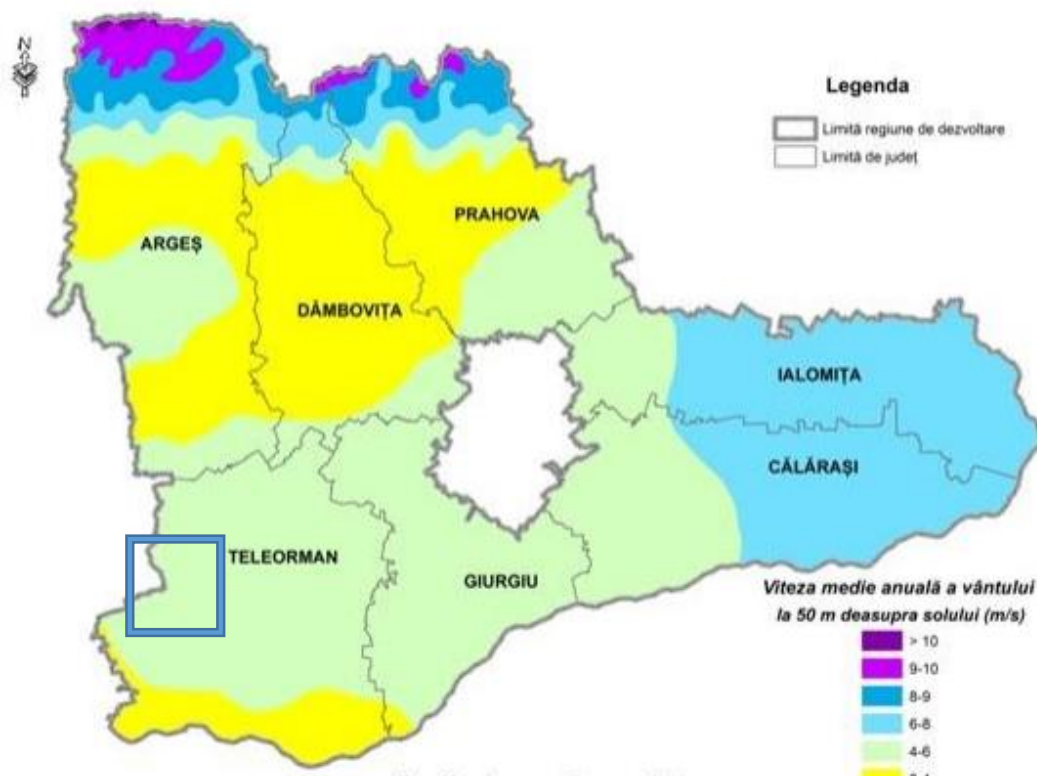 N
Legenda
Limită regiune de dezvoltare
Limită de județ
PRAHOVA
ARGEȘ
DÂMBOVIȚA
IALOMIȚA
CĂLĂRAȘI
TELEORMAN
GIURGIU
Viteza medie anuală a vântului
la 50 m deasupra solului (m/s)
> 10
9-10
8-9
6-8
4-6